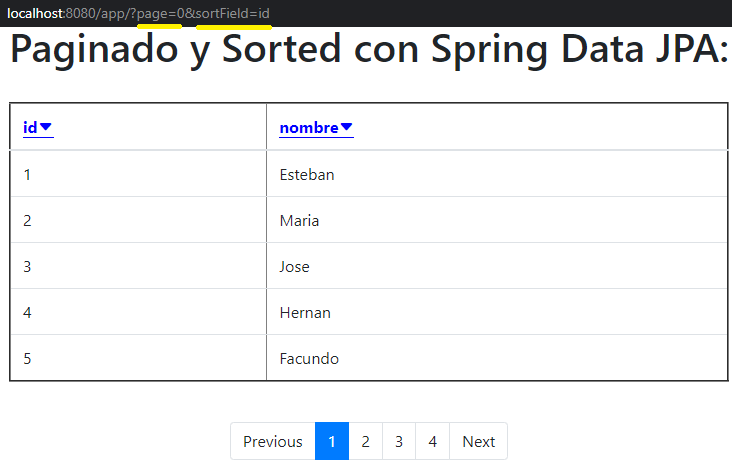 localhost:8080/app/?page=0&sortField=id
Paginado y Sorted con Spring Data JPA:
id nombre
1 Esteban
2 Maria
3 Jose
4 Hernan
5 Facundo
Previous 1 2 3 4 Next